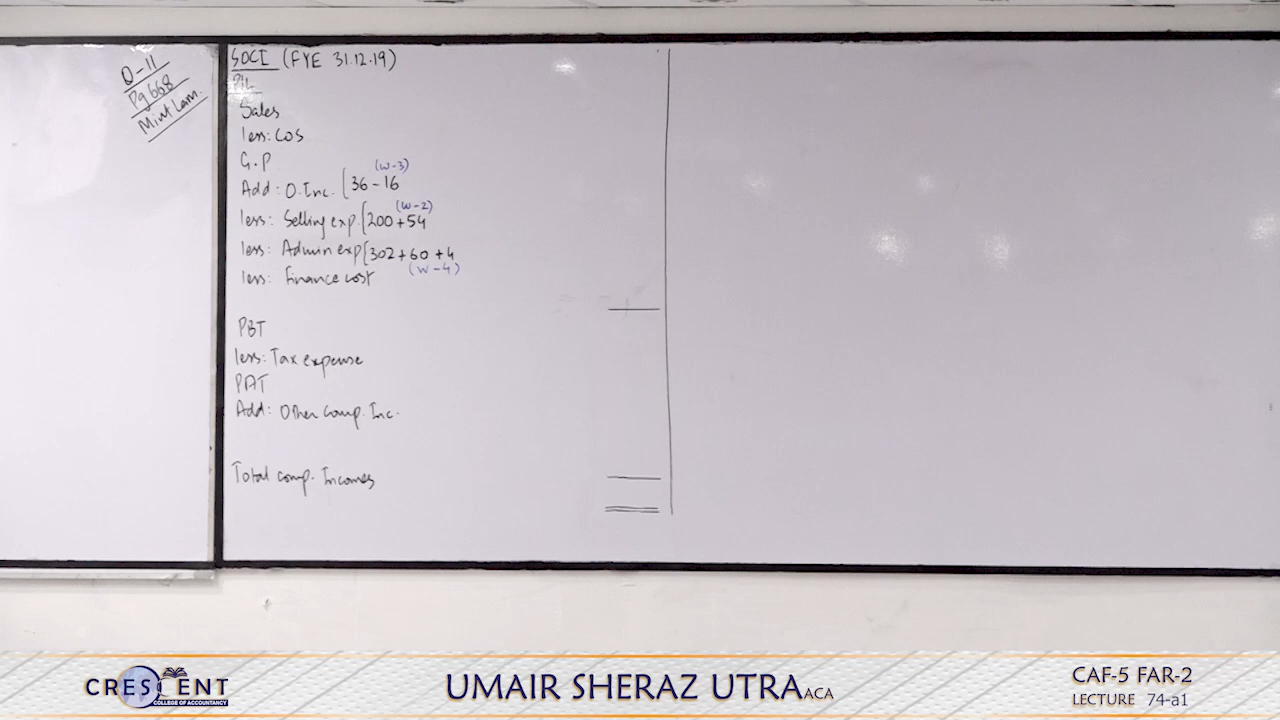 Q-11
Pg 668
Mint Lam.
SOCI (FYE 31.12.19)
P/L
Sales
less: COS
G.P
(W-3)
Add: O.Inc. [36-16
(W-2)
less: Selling exp.[200+54
less: Admin exp[302+60+4
(W-4)
less: Finance cost
PBT
less: Tax expense
PAT
Add: Other Comp. Inc.
Total comp. Incomes
CRESCENT
COLLEGE OF ACCOUNTANCY
UMAIR SHERAZ UTRA ACA
CAF-5 FAR-2
LECTURE 74-a1